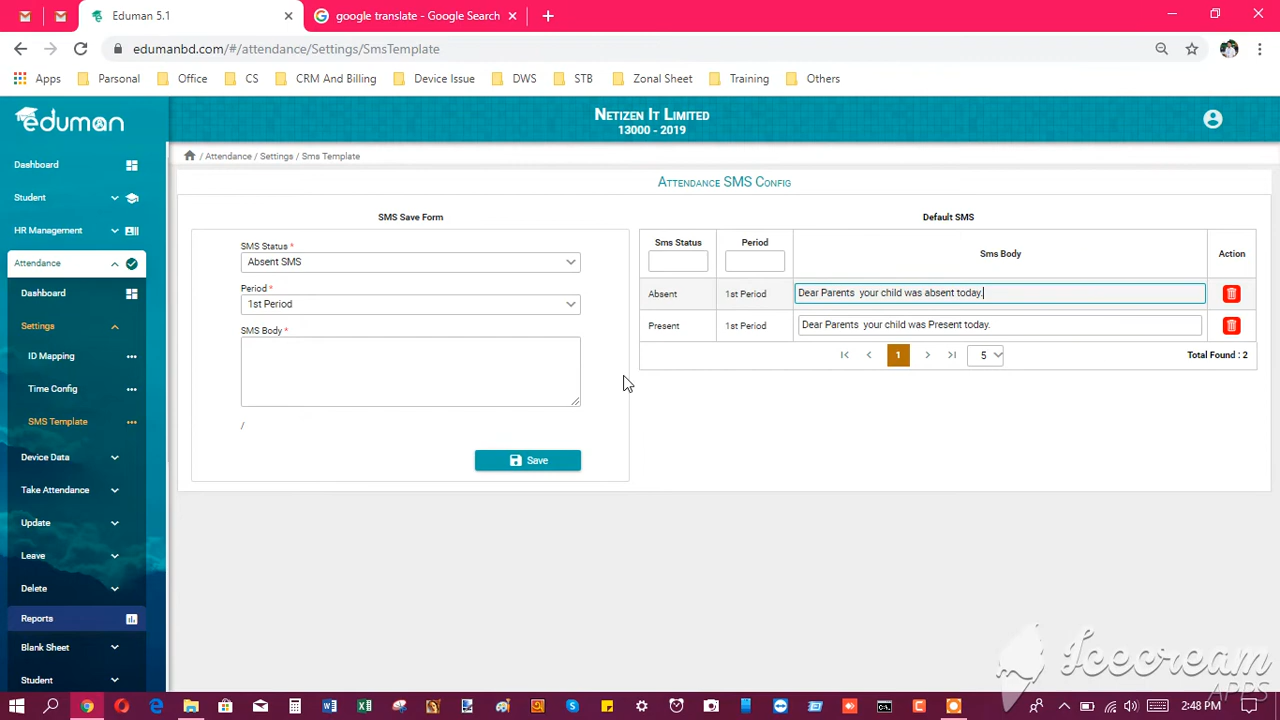 Eduman 5.1
google translate - Google Search
edumanbd.com/#/attendance/Settings/SmsTemplate
Apps
Parsonal
Office
CS
CRM And Billing
Device Issue
DWS
STB
Zonal Sheet
Training
Others
eduman
Netizen It Limited
13000 - 2019
Dashboard
Student
HR Management
Attendance
Dashboard
Settings
ID Mapping
Time Config
SMS Template
Device Data
Take Attendance
Update
Leave
Delete
Reports
Blank Sheet
Student
/ Attendance / Settings / Sms Template
Attendance SMS Config
SMS Save Form
SMS Status *
Absent SMS
Period *
1st Period
SMS Body *
/
Save
Default SMS
Sms Status
Period
Sms Body
Action
Absent
1st Period
Dear Parents  your child was absent today.
Present
1st Period
Dear Parents  your child was Present today.
1
5
Total Found : 2
Icecream
APPS
2:48 PM